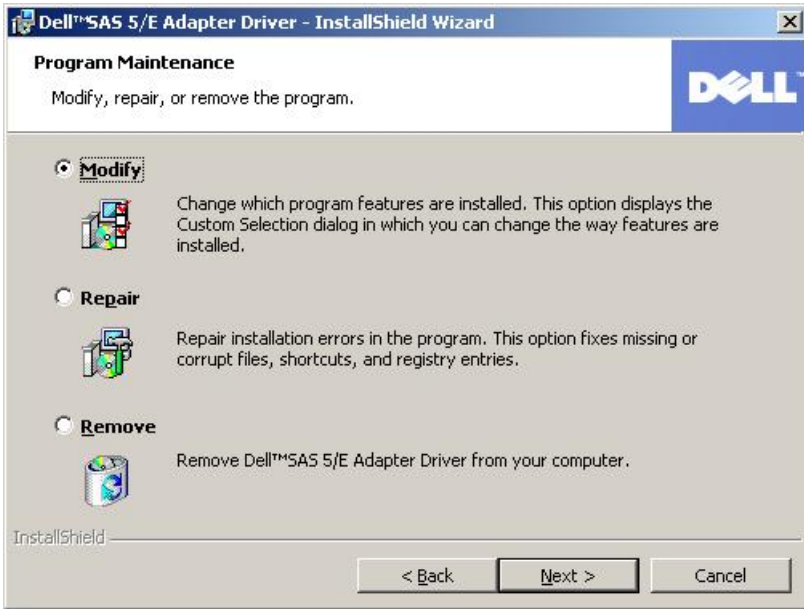 Dell™SAS 5/E Adapter Driver - InstallShield Wizard
Program Maintenance
Modify, repair, or remove the program.
DELL™
Modify
Change which program features are installed. This option displays the
Custom Selection dialog in which you can change the way features are
installed.
Repair
Repair installation errors in the program. This option fixes missing or
corrupt files, shortcuts, and registry entries.
Remove
Remove Dell™SAS 5/E Adapter Driver from your computer.
InstallShield
< Back Next > Cancel